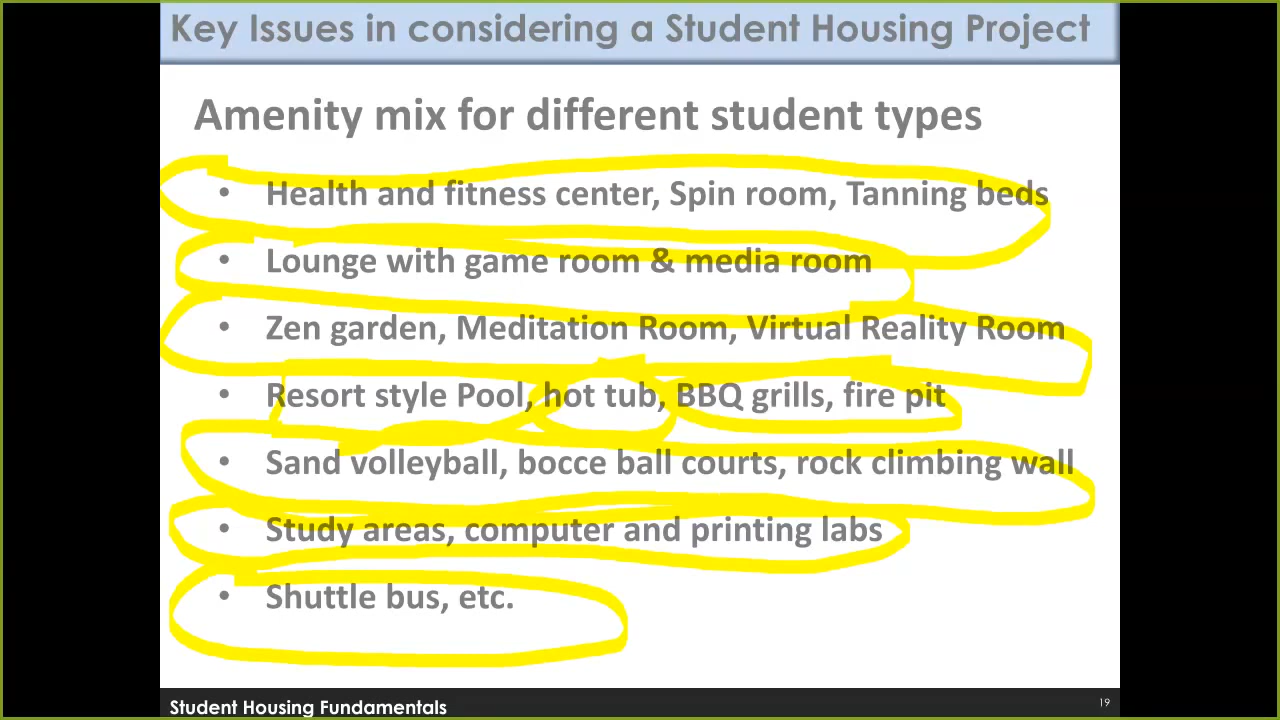 Key Issues in considering a Student Housing Project
Amenity mix for different student types
• Health and fitness center, Spin room, Tanning beds
• Lounge with game room & media room
• Zen garden, Meditation Room, Virtual Reality Room
• Resort style Pool, hot tub, BBQ grills, fire pit
• Sand volleyball, bocce ball courts, rock climbing wall
• Study areas, computer and printing labs
• Shuttle bus, etc.
Student Housing Fundamentals
19